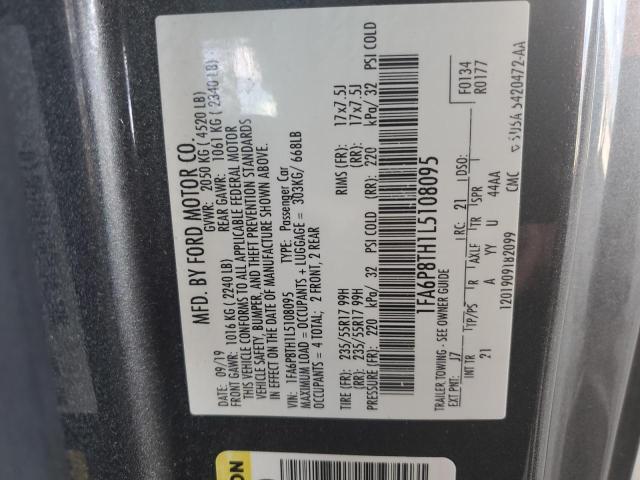 MFD. BY FORD MOTOR CO.
09/19 GVWR: 2050 KG ( 4520 LB)
FRONT GAWR: 1016 KG ( 2240 LB) REAR GAWR: 1061 KG ( 2340 LB)
THIS VEHICLE CONFORMS TO ALL APPLICABLE FEDERAL MOTOR
VEHICLE SAFETY, BUMPER, AND THEFT PREVENTION STANDARDS
IN EFFECT ON THE DATE OF MANUFACTURE SHOWN ABOVE.
VIN: 1FA6P8TH1L5108095 TYPE: Passenger Car
MAXIMUM LOAD = OCCUPANTS + LUGGAGE = 303KG/ 668LB
OCCUPANTS = 4 TOTAL; 2 FRONT, 2 REAR
TIRE (FR): 235/55R17 99H RIMS (FR): 17x7.5J
(RR): 235/55R17 99H (RR): 17x7.5J
COLD PRESSURE (FR): 220 kPa/ 32 PSI COLD (RR): 220 kPa/ 32 PSI COLD
1FA6P8TH1L5108095
F0134
R0177
TRAILER TOWING - SEE OWNER GUIDE
EXT PNT: J7 RC: 21 DSO:
TP/PS R AXLE TR SPR
21 A YY U 44AA
1201909182099 CMC
5420472-AA
ON